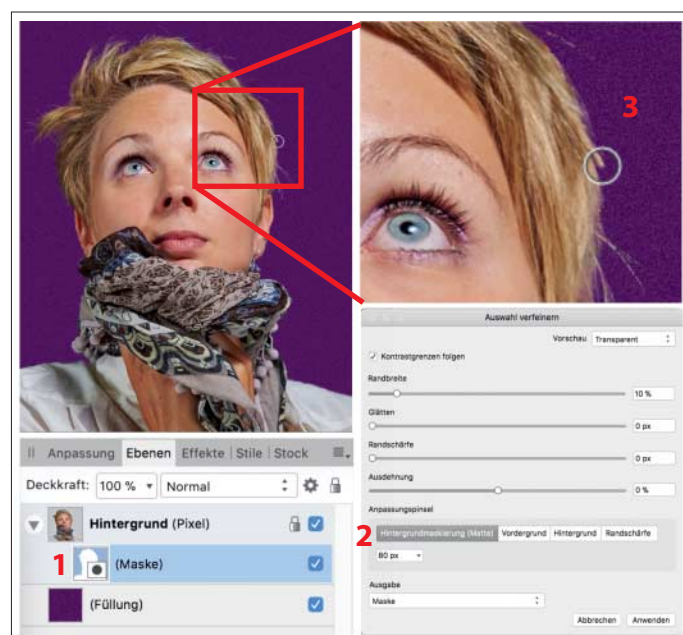 3
Auswahl verfeinern
Vorschau Transparent
Kontrastgrenzen folgen
Randbreite
10 %
Glätten
0 px
Randschärfe
0 px
Ausdehnung
0 %
Anpassungspinsel
2 Hintergrundmaskierung (Matte) Vordergrund Hintergrund Randschärfe
80 px
Ausgabe
Maske
Abbrechen Anwenden
Anpassung Ebenen Effekte Stile Stock
Deckkraft: 100 % Normal
Hintergrund (Pixel)
1 (Maske)
(Füllung)